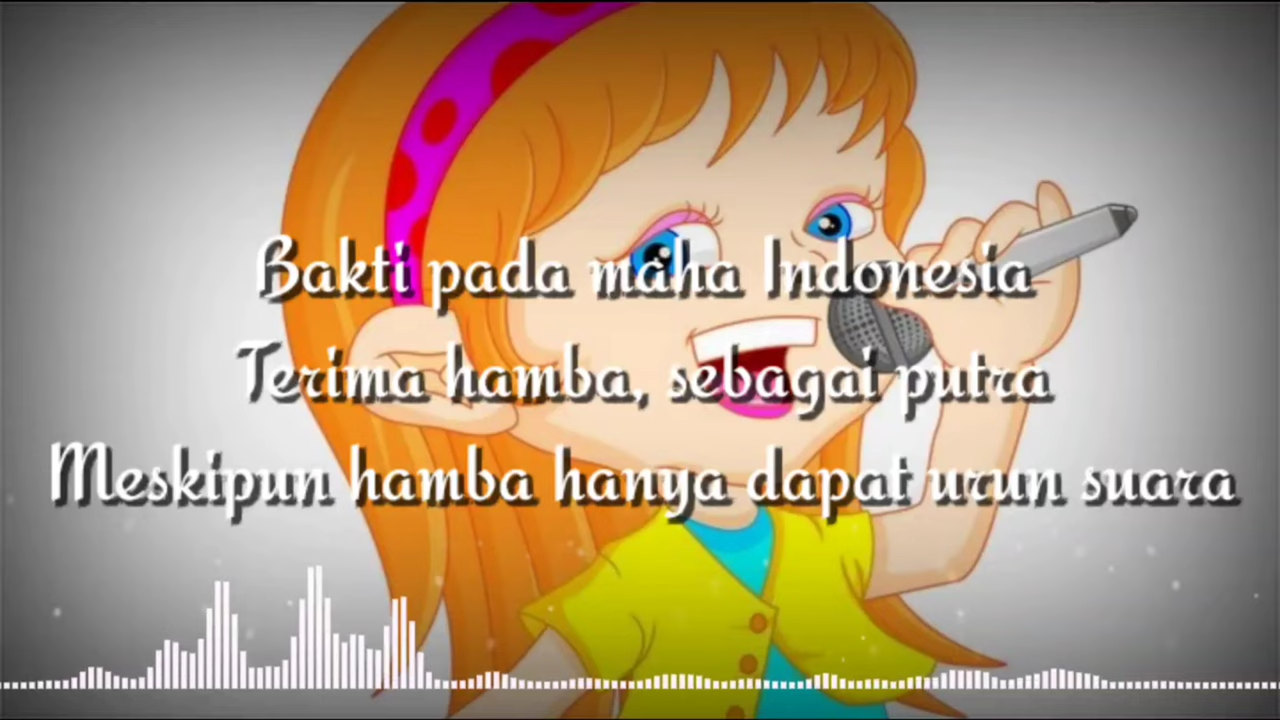 Bakti pada maha Indonesia
Terima hamba, sebagai putra
Meskipun hamba hanya dapat urun suara